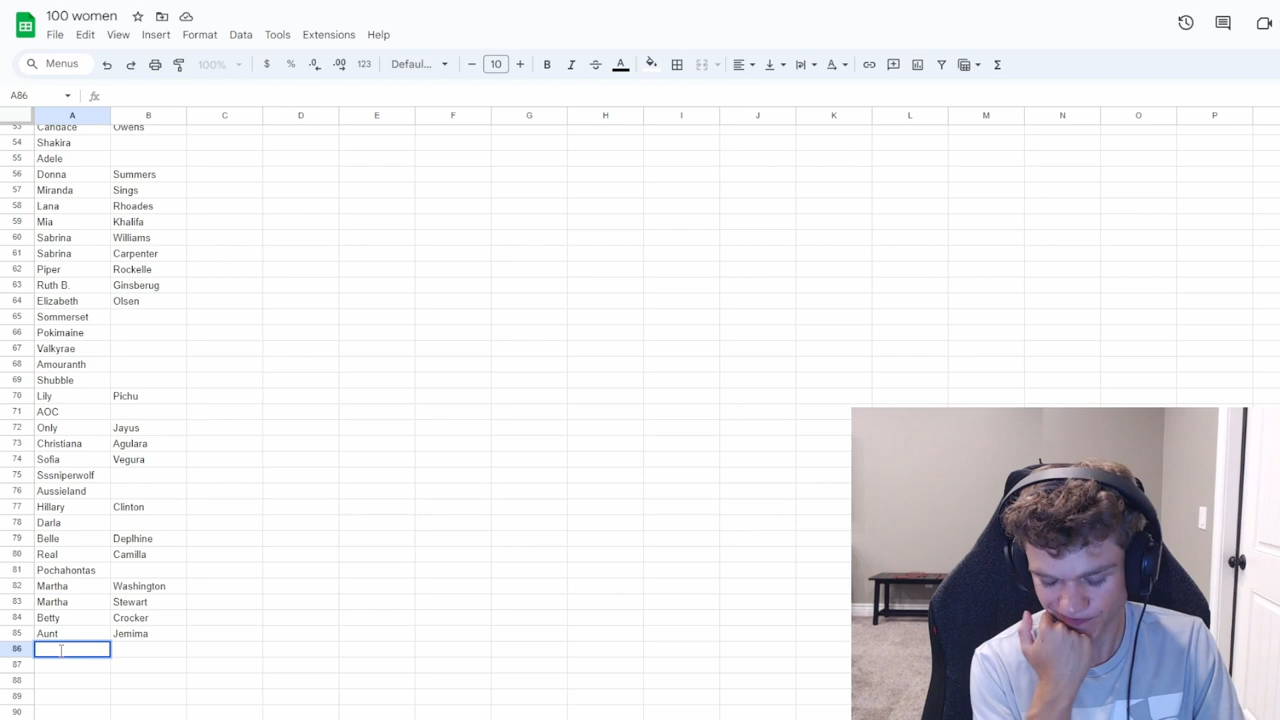 100 women
File Edit View Insert Format Data Tools Extensions Help
Menus 100% $ % .0 .00 123 Defaul... 10 B I A
A86 fx
A B C D E F G H I J K L M N O P
53 Candace Owens
54 Shakira
55 Adele
56 Donna Summers
57 Miranda Sings
58 Lana Rhoades
59 Mia Khalifa
60 Sabrina Williams
61 Sabrina Carpenter
62 Piper Rockelle
63 Ruth B. Ginsberug
64 Elizabeth Olsen
65 Sommerset
66 Pokimaine
67 Valkyrae
68 Amouranth
69 Shubble
70 Lily Pichu
71 AOC
72 Only Jayus
73 Christiana Agulara
74 Sofia Vegura
75 Sssniperwolf
76 Aussieland
77 Hillary Clinton
78 Darla
79 Belle Deplhine
80 Real Camilla
81 Pochahontas
82 Martha Washington
83 Martha Stewart
84 Betty Crocker
85 Aunt Jemima
86
87
88
89
90